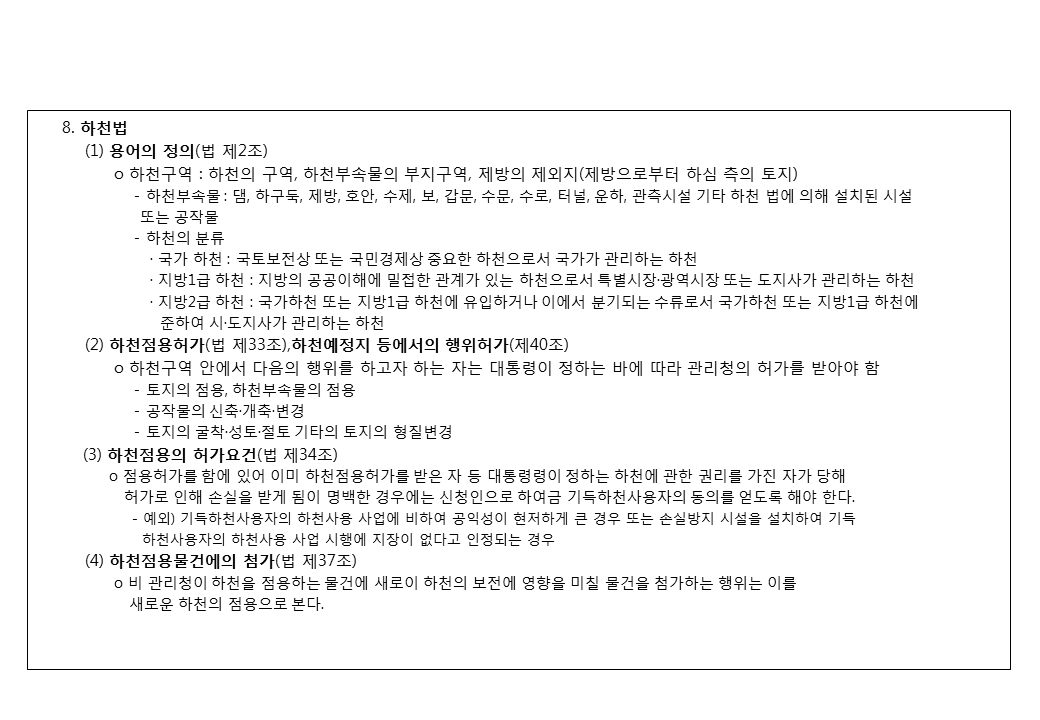 8. 하천법
(1) 용어의 정의(법 제2조)
o 하천구역 : 하천의 구역, 하천부속물의 부지구역, 제방의 제외지(제방으로부터 하심 측의 토지)
- 하천부속물 : 댐, 하구둑, 제방, 호안, 수제, 보, 갑문, 수문, 수로, 터널, 운하, 관측시설 기타 하천 법에 의해 설치된 시설
또는 공작물
- 하천의 분류
· 국가 하천 : 국토보전상 또는 국민경제상 중요한 하천으로서 국가가 관리하는 하천
· 지방1급 하천 : 지방의 공공이해에 밀접한 관계가 있는 하천으로서 특별시장·광역시장 또는 도지사가 관리하는 하천
· 지방2급 하천 : 국가하천 또는 지방1급 하천에 유입하거나 이에서 분기되는 수류로서 국가하천 또는 지방1급 하천에
준하여 시·도지사가 관리하는 하천
(2) 하천점용허가(법 제33조),하천예정지 등에서의 행위허가(제40조)
o 하천구역 안에서 다음의 행위를 하고자 하는 자는 대통령이 정하는 바에 따라 관리청의 허가를 받아야 함
- 토지의 점용, 하천부속물의 점용
- 공작물의 신축·개축·변경
- 토지의 굴착·성토·절토 기타의 토지의 형질변경
(3) 하천점용의 허가요건(법 제34조)
o 점용허가를 함에 있어 이미 하천점용허가를 받은 자 등 대통령령이 정하는 하천에 관한 권리를 가진 자가 당해
허가로 인해 손실을 받게 됨이 명백한 경우에는 신청인으로 하여금 기득하천사용자의 동의를 얻도록 해야 한다.
- 예외) 기득하천사용자의 하천사용 사업에 비하여 공익성이 현저하게 큰 경우 또는 손실방지 시설을 설치하여 기득
하천사용자의 하천사용 사업 시행에 지장이 없다고 인정되는 경우
(4) 하천점용물건에의 첨가(법 제37조)
o 비 관리청이 하천을 점용하는 물건에 새로이 하천의 보전에 영향을 미칠 물건을 첨가하는 행위는 이를
새로운 하천의 점용으로 본다.